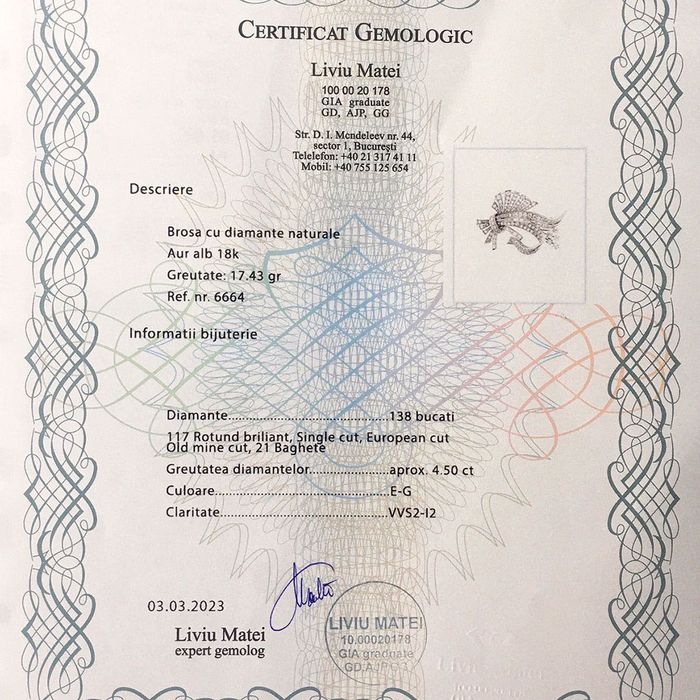 CERTIFICAT GEMOLOGIC
Liviu Matei
100 00 20 178
GIA graduate
GD, AJP, GG
Str. D. I. Mendeleev nr. 44,
sector 1, București
Telelefon: +40 21 317 41 11
Mobil: +40 755 125 654
Descriere
Broșa cu diamante naturale
Aur alb 18k
Greutate: 17.43 gr
Ref. nr. 6664
Informatii bijuterie
Diamante..............................138 bucati
117 Rotund briliant, Single cut, European cut
Old mine cut, 21 Baghete
Greutatea diamantelor...............aprox. 4.50 ct
Culoare.................................E-G
Claritate................................VVS2-I2
03.03.2023
Liviu Matei
expert gemolog
LIVIU MATEI
10.00020178
GIA graduate
GD.AJP.